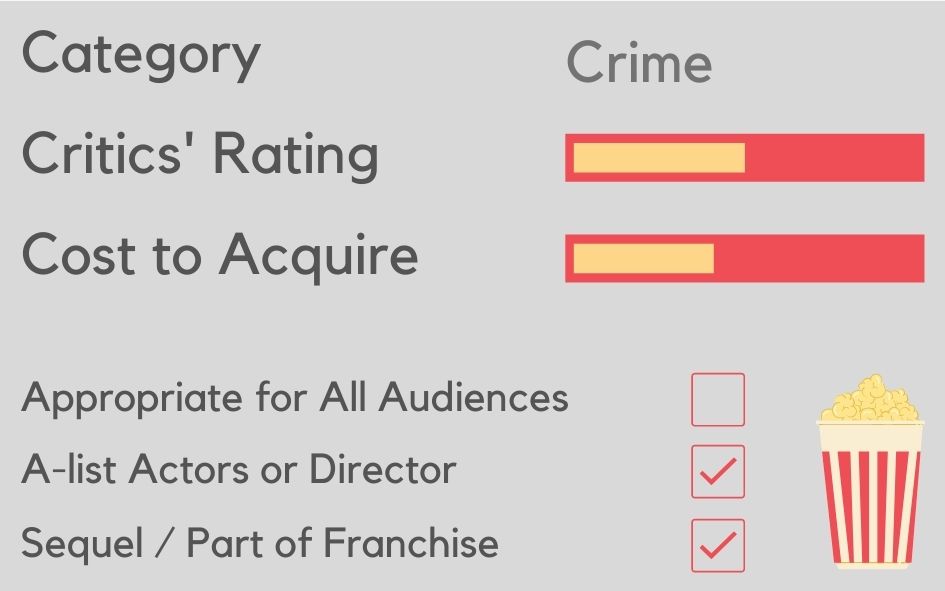 Category Crime
Critics' Rating
Cost to Acquire
Appropriate for All Audiences
A-list Actors or Director
Sequel / Part of Franchise